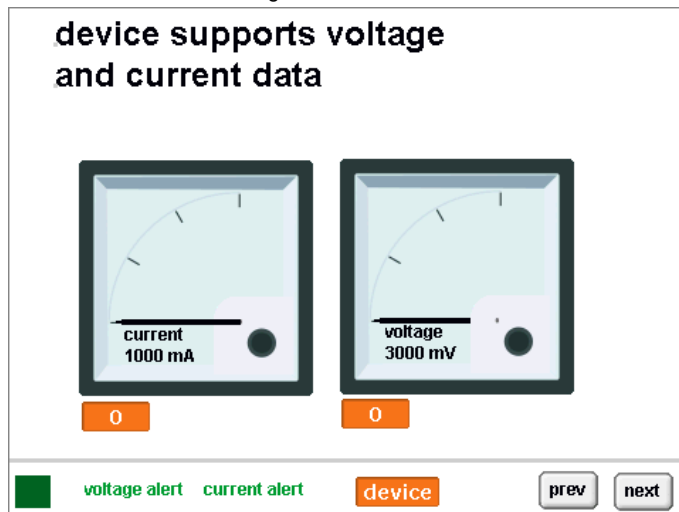 device supports voltage
and current data
current
1000 mA
voltage
3000 mV
0
0
voltage alert current alert device prev next